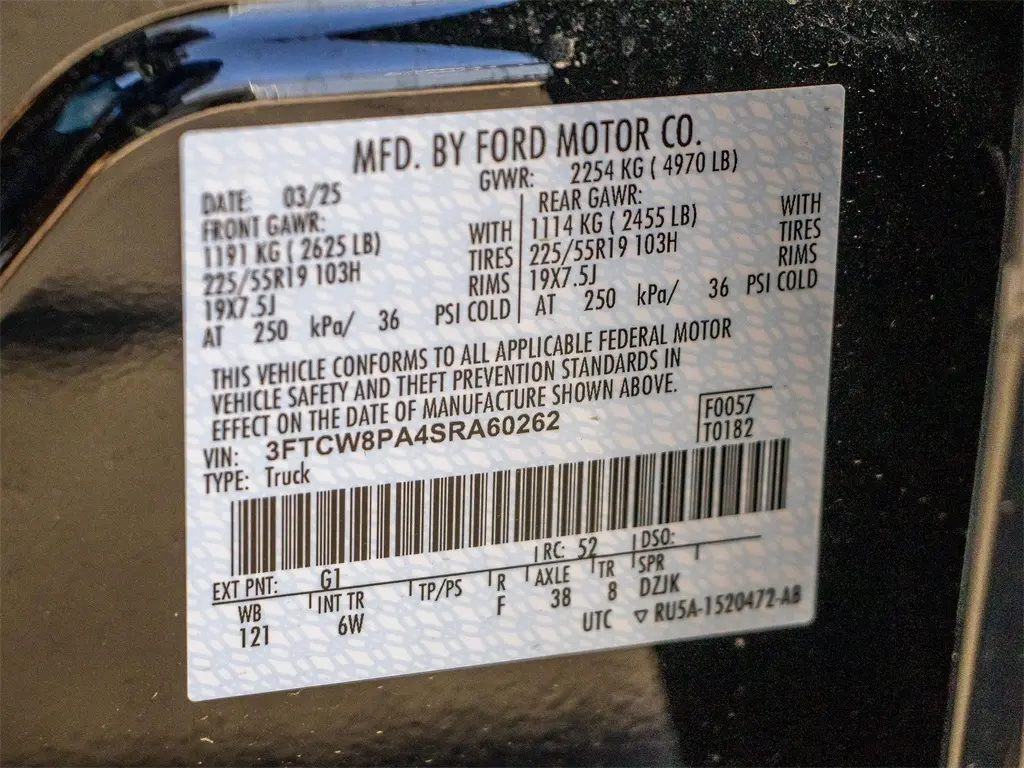 MFD. BY FORD MOTOR CO.
DATE: 03/25 GVWR: 2254 KG ( 4970 LB)
FRONT GAWR: REAR GAWR:
1191 KG ( 2625 LB) WITH 1114 KG ( 2455 LB) WITH
225/55R19 103H TIRES 225/55R19 103H TIRES
19X7.5J RIMS 19X7.5J RIMS
AT 250 kPa/ 36 PSI COLD AT 250 kPa/ 36 PSI COLD
THIS VEHICLE CONFORMS TO ALL APPLICABLE FEDERAL MOTOR
VEHICLE SAFETY AND THEFT PREVENTION STANDARDS IN
EFFECT ON THE DATE OF MANUFACTURE SHOWN ABOVE.
VIN: 3FTCW8PA4SRA60262 F0057
TYPE: Truck T0182
EXT PNT: G1 RC: 52 DSO:
WB INT TR TP/PS R AXLE TR SPR
121 6W F 38 8 DZJK
UTC ▽ RU5A-1520472-AB